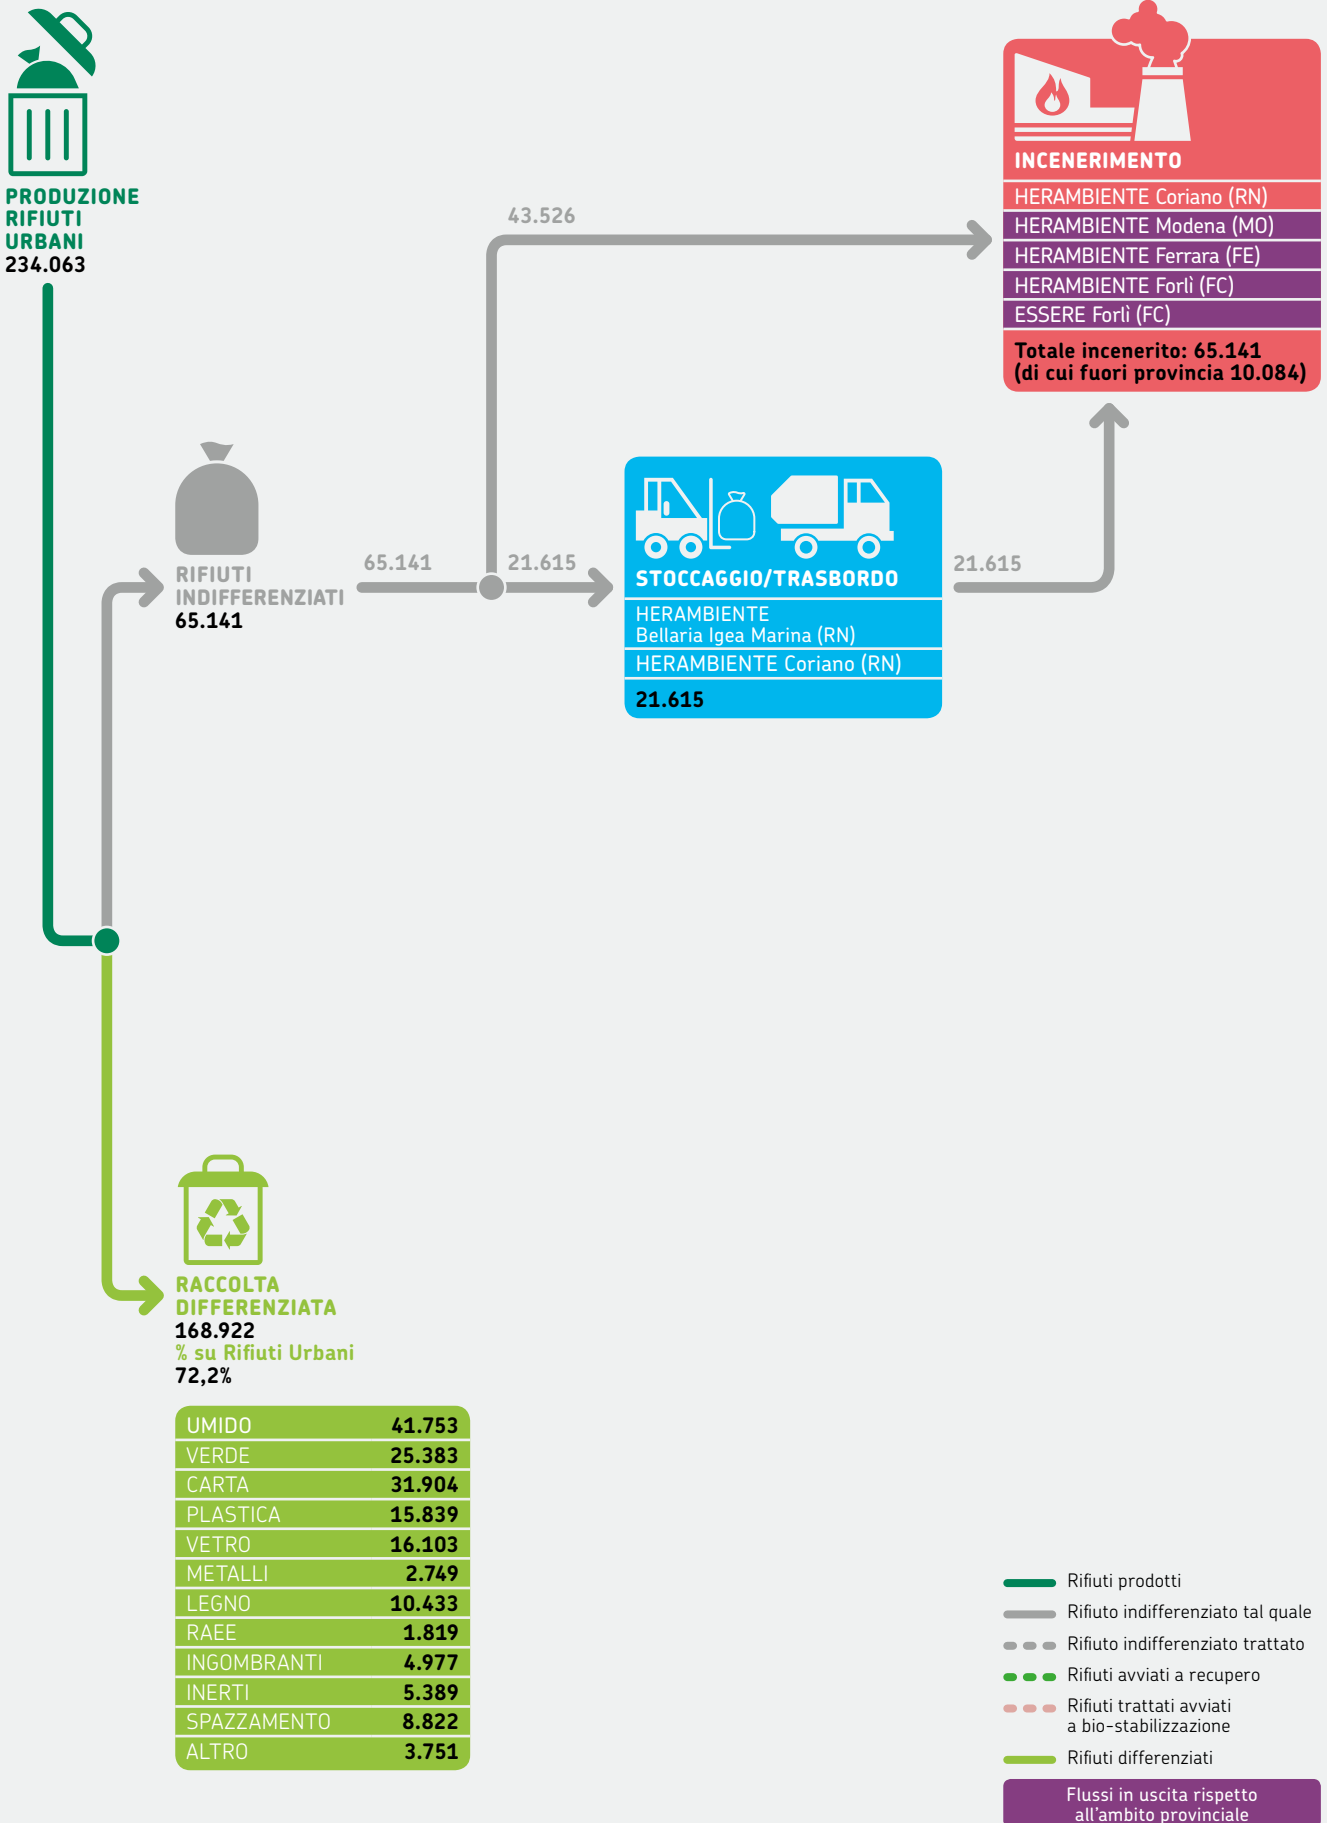 PRODUZIONE
RIFIUTI
URBANI
234.063
43.526
INCENERIMENTO
HERAMBIENTE Coriano (RN)
HERAMBIENTE Modena (MO)
HERAMBIENTE Ferrara (FE)
HERAMBIENTE Forlì (FC)
ESSERE Forlì (FC)
Totale incenerito: 65.141
(di cui fuori provincia 10.084)
RIFIUTI
INDIFFERENZIATI
65.141
65.141
21.615
STOCCAGGIO/TRASBORDO
HERAMBIENTE
Bellaria Igea Marina (RN)
HERAMBIENTE Coriano (RN)
21.615
21.615
RACCOLTA
DIFFERENZIATA
168.922
% su Rifiuti Urbani
72,2%
UMIDO 41.753
VERDE 25.383
CARTA 31.904
PLASTICA 15.839
VETRO 16.103
METALLI 2.749
LEGNO 10.433
RAEE 1.819
INGOMBRANTI 4.977
INERTI 5.389
SPAZZAMENTO 8.822
ALTRO 3.751
Rifiuti prodotti
Rifiuto indifferenziato tal quale
Rifiuto indifferenziato trattato
Rifiuti avviati a recupero
Rifiuti trattati avviati
a bio-stabilizzazione
Rifiuti differenziati
Flussi in uscita rispetto
all'ambito provinciale